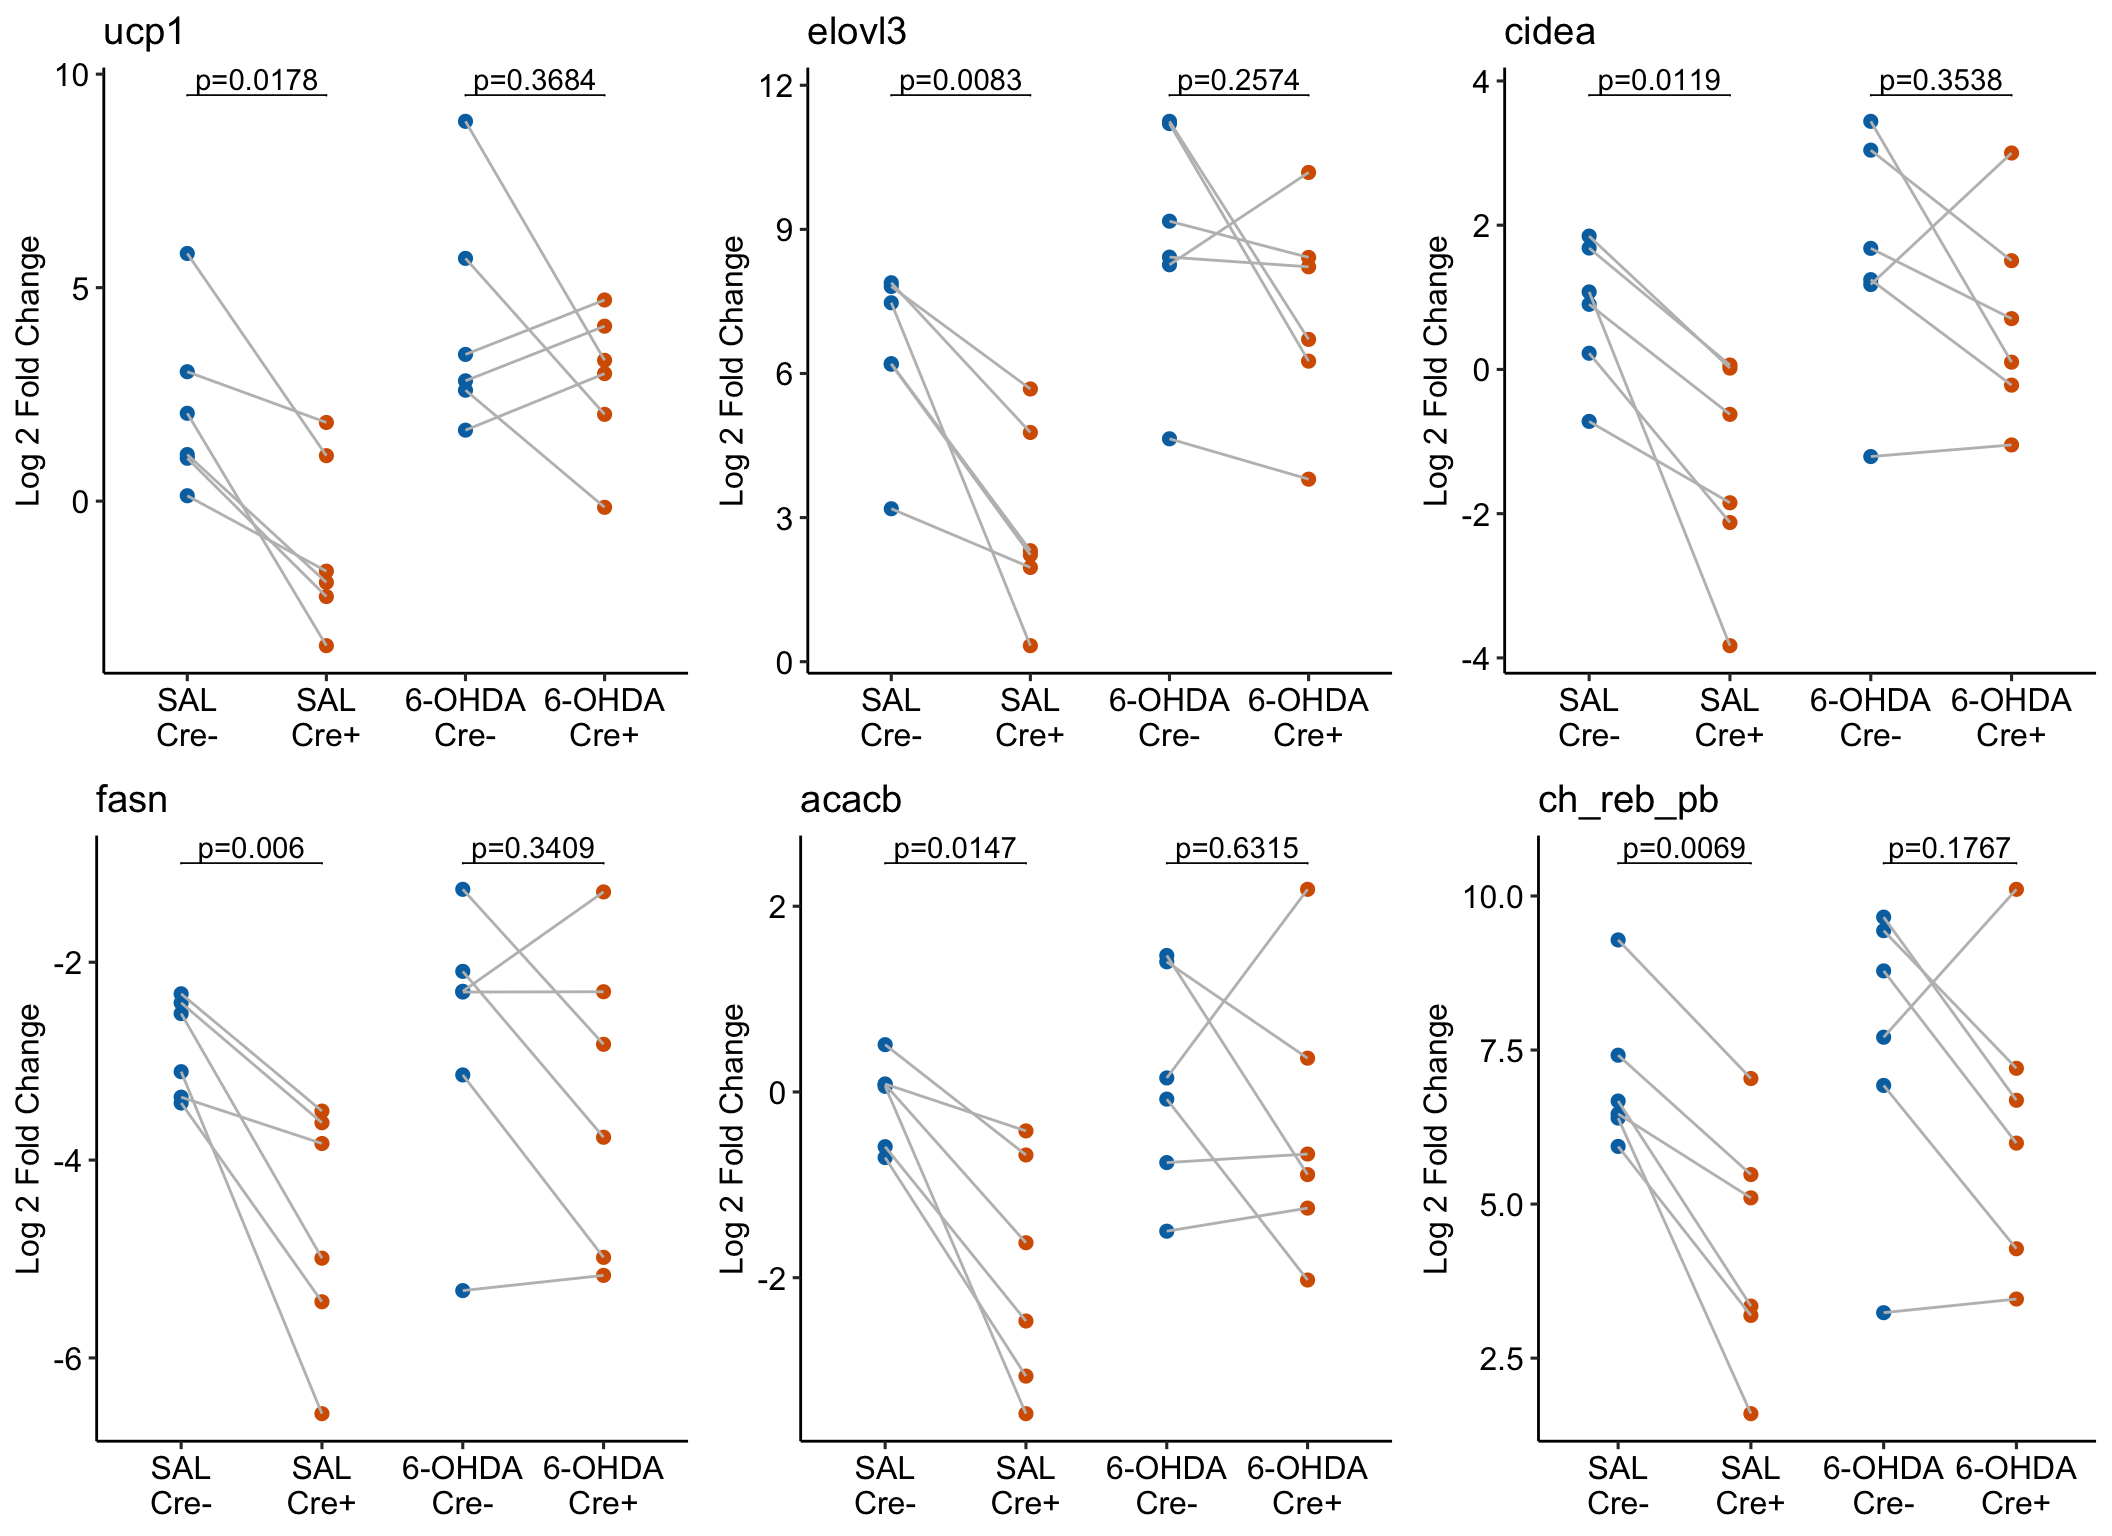 ucp1
10
5
0
Log 2 Fold Change
p=0.0178
p=0.3684
SAL Cre-
SAL Cre+
6-OHDA Cre-
6-OHDA Cre+
elovl3
12
9
6
3
0
Log 2 Fold Change
p=0.0083
p=0.2574
SAL Cre-
SAL Cre+
6-OHDA Cre-
6-OHDA Cre+
cidea
4
2
0
-2
-4
Log 2 Fold Change
p=0.0119
p=0.3538
SAL Cre-
SAL Cre+
6-OHDA Cre-
6-OHDA Cre+
fasn
-2
-4
-6
Log 2 Fold Change
p=0.006
p=0.3409
SAL Cre-
SAL Cre+
6-OHDA Cre-
6-OHDA Cre+
acacb
2
0
-2
Log 2 Fold Change
p=0.0147
p=0.6315
SAL Cre-
SAL Cre+
6-OHDA Cre-
6-OHDA Cre+
ch_reb_pb
10.0
7.5
5.0
2.5
Log 2 Fold Change
p=0.0069
p=0.1767
SAL Cre-
SAL Cre+
6-OHDA Cre-
6-OHDA Cre+